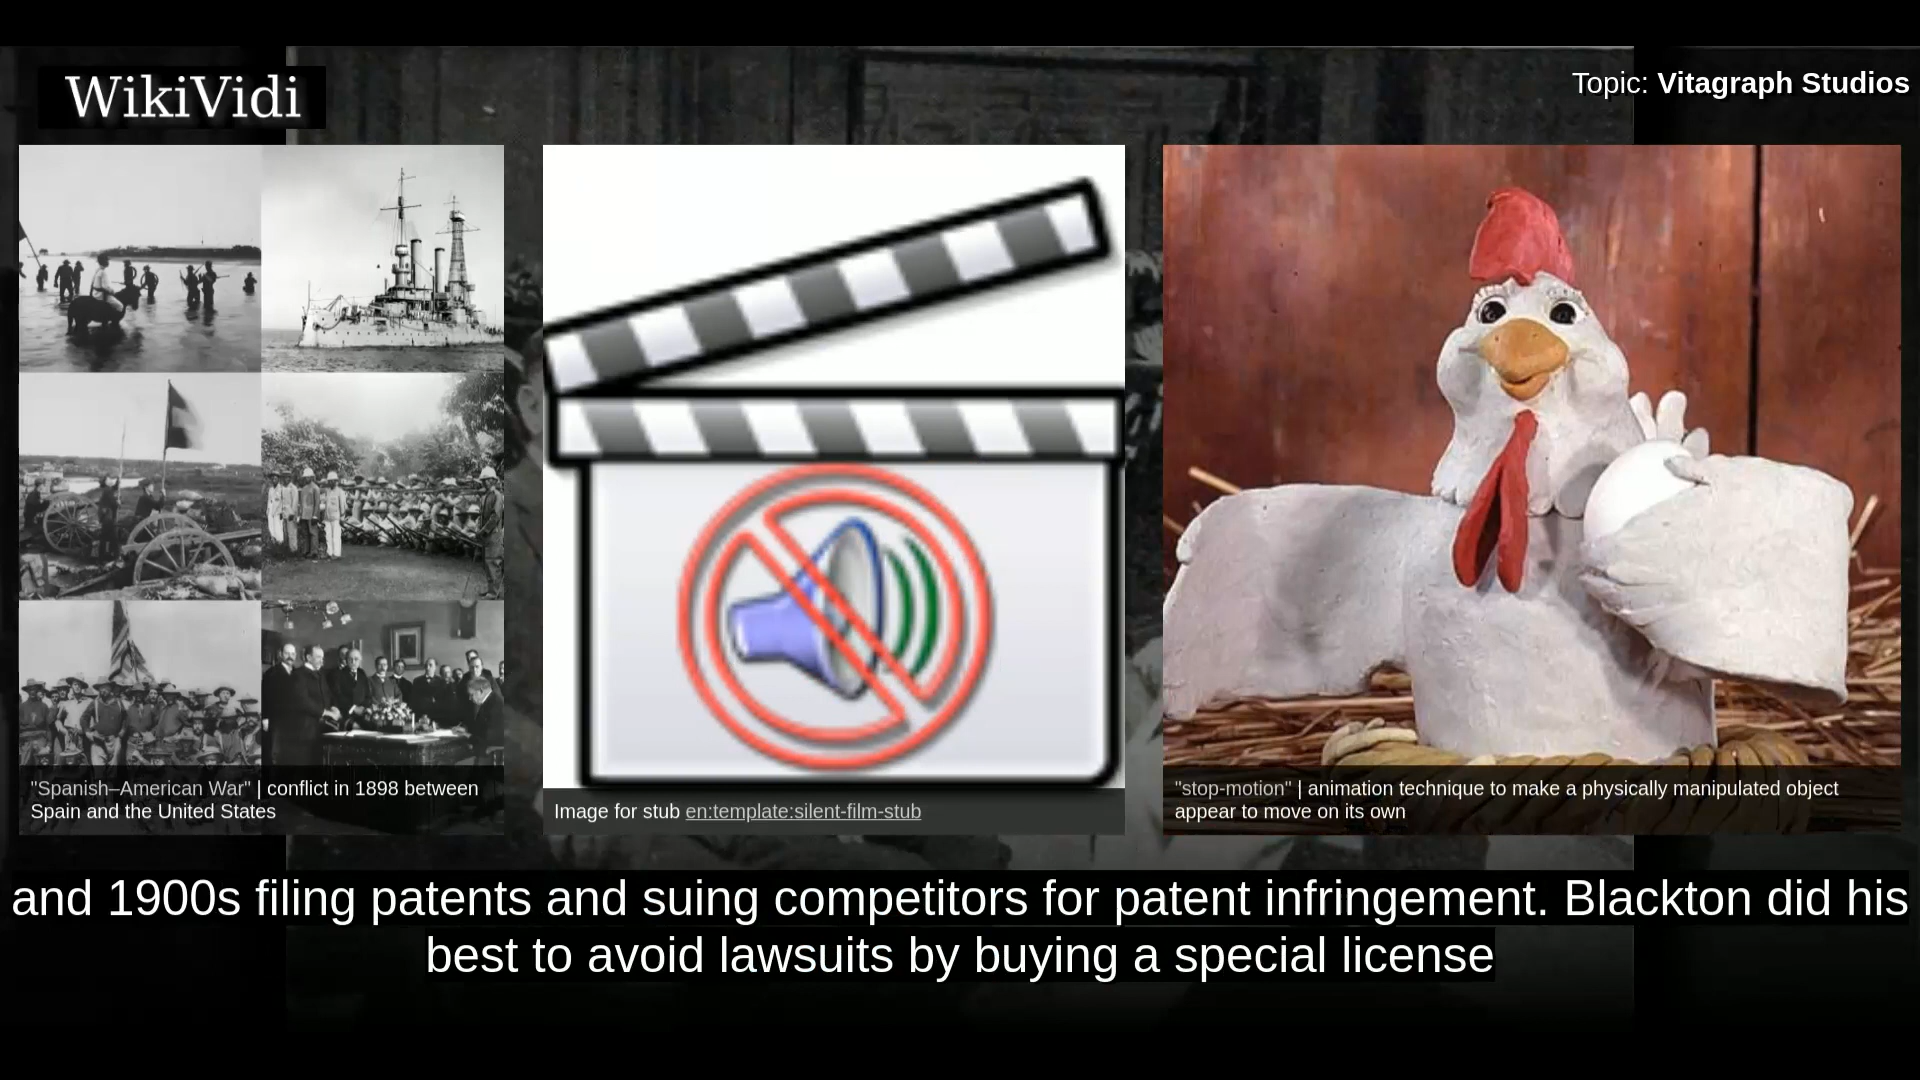 WikiVidi
Topic: Vitagraph Studios
"Spanish–American War" | conflict in 1898 between
Spain and the United States
Image for stub en:template:silent-film-stub
"stop-motion" | animation technique to make a physically manipulated object
appear to move on its own
and 1900s filing patents and suing competitors for patent infringement. Blackton did his
best to avoid lawsuits by buying a special license